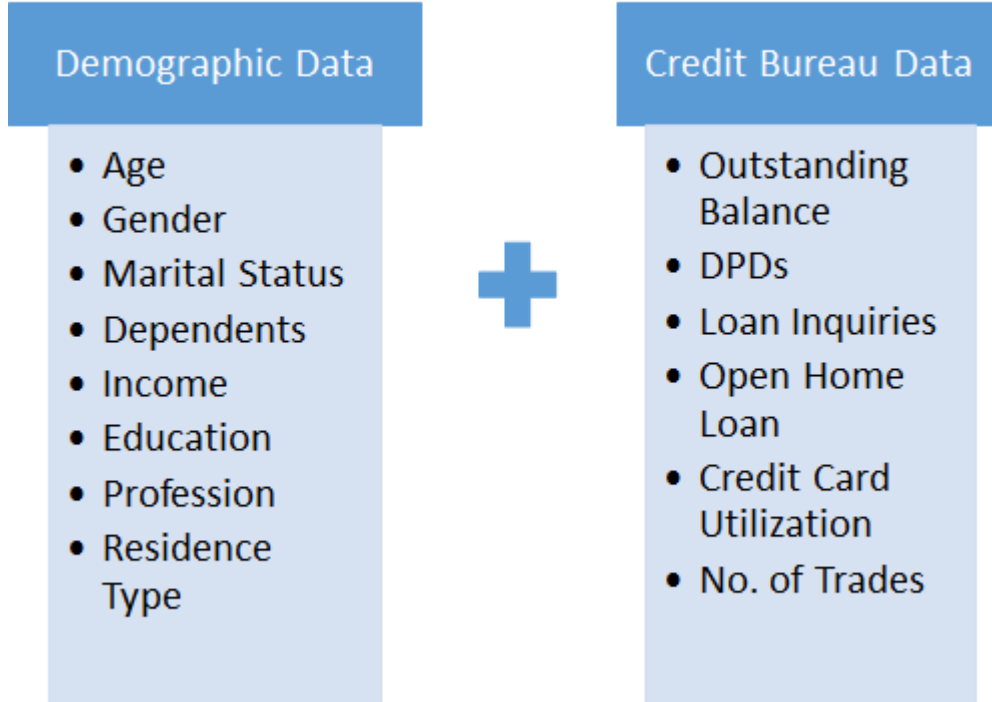 Demographic Data
• Age
• Gender
• Marital Status
• Dependents
• Income
• Education
• Profession
• Residence
Type
Credit Bureau Data
• Outstanding
Balance
• DPDs
• Loan Inquiries
• Open Home
Loan
• Credit Card
Utilization
• No. of Trades